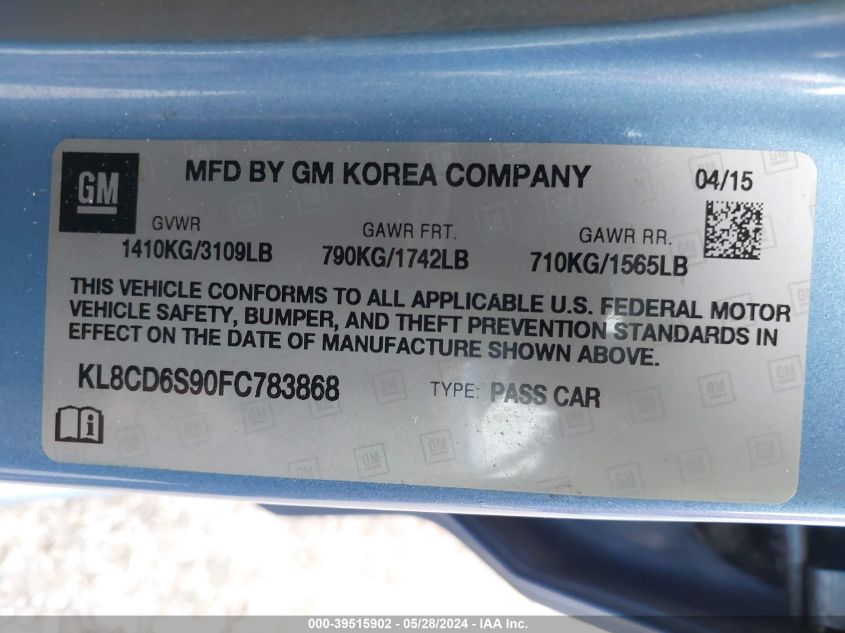 GM
MFD BY GM KOREA COMPANY
04/15
GVWR
1410KG/3109LB
GAWR FRT.
790KG/1742LB
GAWR RR.
710KG/1565LB
THIS VEHICLE CONFORMS TO ALL APPLICABLE U.S. FEDERAL MOTOR
VEHICLE SAFETY, BUMPER, AND THEFT PREVENTION STANDARDS IN
EFFECT ON THE DATE OF MANUFACTURE SHOWN ABOVE.
KL8CD6S90FC783868
TYPE: PASS CAR
000-39515902 - 05/28/2024 - IAA Inc.